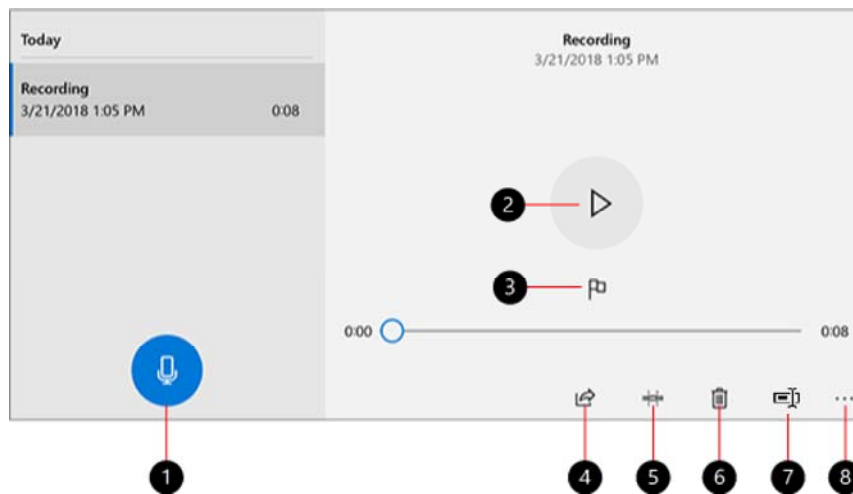 Today
Recording
3/21/2018 1:05 PM 0:08
Recording
3/21/2018 1:05 PM
2
3
0:00 0:08
1
4 5 6 7 8